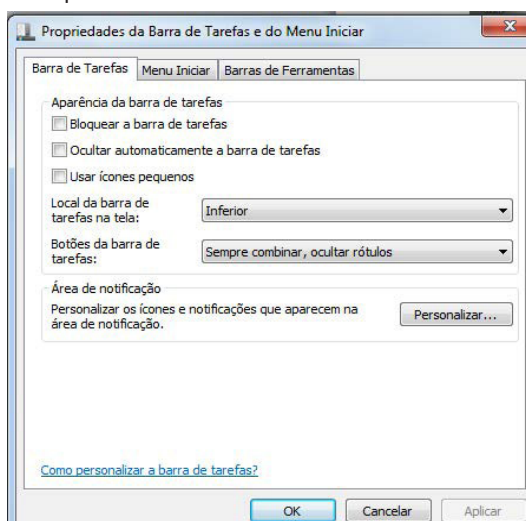 Propriedades da Barra de Tarefas e do Menu Iniciar
Barra de Tarefas Menu Iniciar Barras de Ferramentas
Aparência da barra de tarefas
Bloquear a barra de tarefas
Ocultar automaticamente a barra de tarefas
Usar ícones pequenos
Local da barra de
tarefas na tela:
Inferior
Botões da barra de
tarefas:
Sempre combinar, ocultar rótulos
Área de notificação
Personalizar os ícones e notificações que aparecem na
área de notificação.
Personalizar...
Como personalizar a barra de tarefas?
OK Cancelar Aplicar